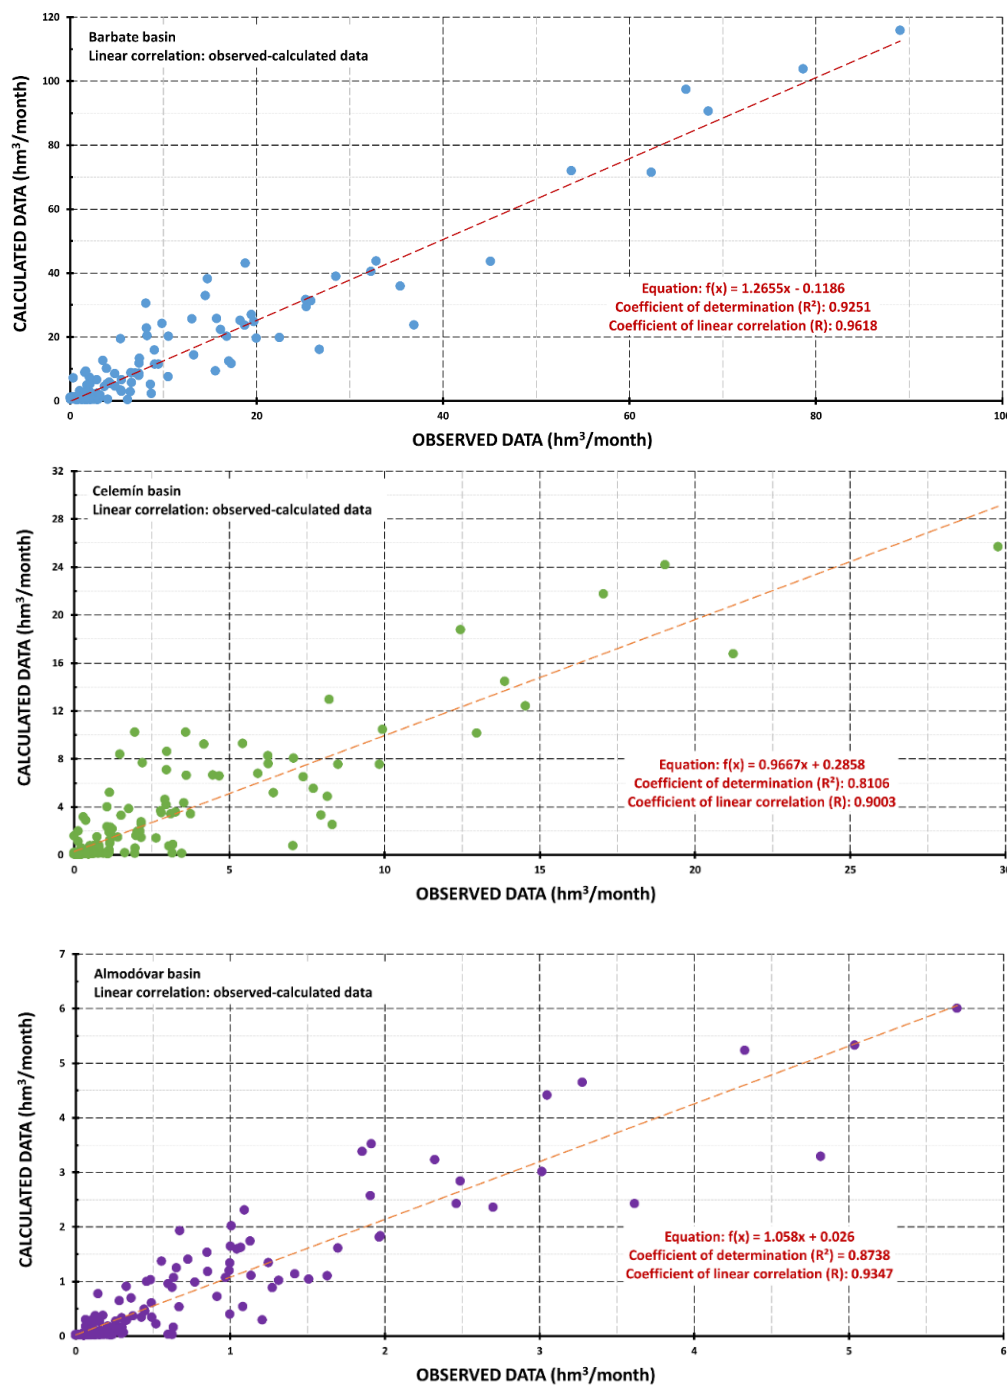 Barbate basin
Linear correlation: observed-calculated data
CALCULATED DATA (hm³/month)
120
100
80
60
40
20
0
Equation: f(x) = 1.2655x - 0.1186
Coefficient of determination (R²): 0.9251
Coefficient of linear correlation (R): 0.9618
0 20 40 60 80 100
OBSERVED DATA (hm³/month)
Celemín basin
Linear correlation: observed-calculated data
CALCULATED DATA (hm³/month)
32
28
24
20
16
12
8
4
0
Equation: f(x) = 0.9667x + 0.2858
Coefficient of determination (R²): 0.8106
Coefficient of linear correlation (R): 0.9003
0 5 10 15 20 25 30
OBSERVED DATA (hm³/month)
Almodóvar basin
Linear correlation: observed-calculated data
CALCULATED DATA (hm³/month)
7
6
5
4
3
2
1
0
Equation: f(x) = 1.058x + 0.026
Coefficient of determination (R²) = 0.8738
Coefficient of linear correlation (R): 0.9347
0 1 2 3 4 5 6
OBSERVED DATA (hm³/month)